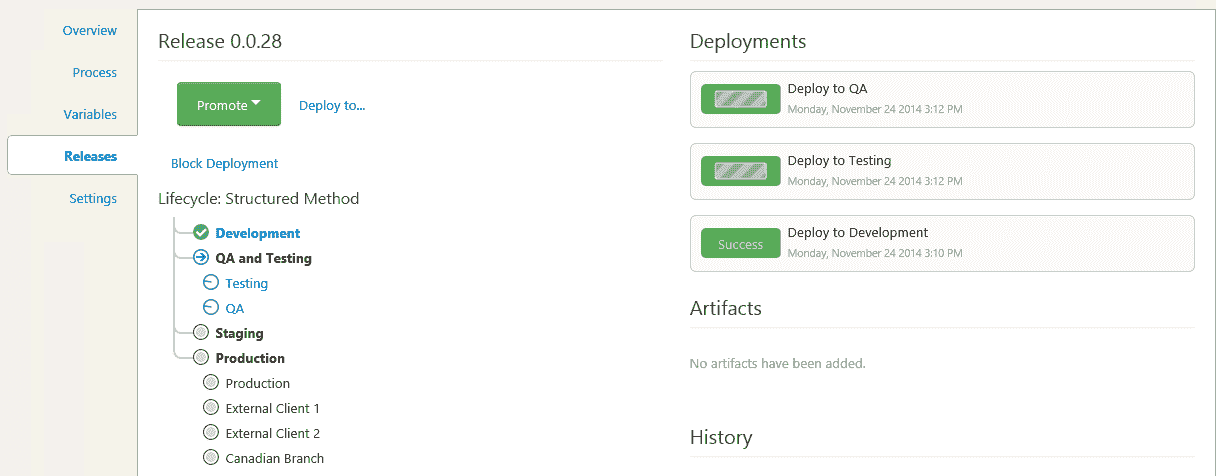 Overview
Process
Variables
Releases
Settings
Release 0.0.28
Promote
Deploy to...
Block Deployment
Lifecycle: Structured Method
Development
QA and Testing
Testing
QA
Staging
Production
Production
External Client 1
External Client 2
Canadian Branch
Deployments
Deploy to QA
Monday, November 24 2014 3:12 PM
Deploy to Testing
Monday, November 24 2014 3:12 PM
Success
Deploy to Development
Monday, November 24 2014 3:10 PM
Artifacts
No artifacts have been added.
History